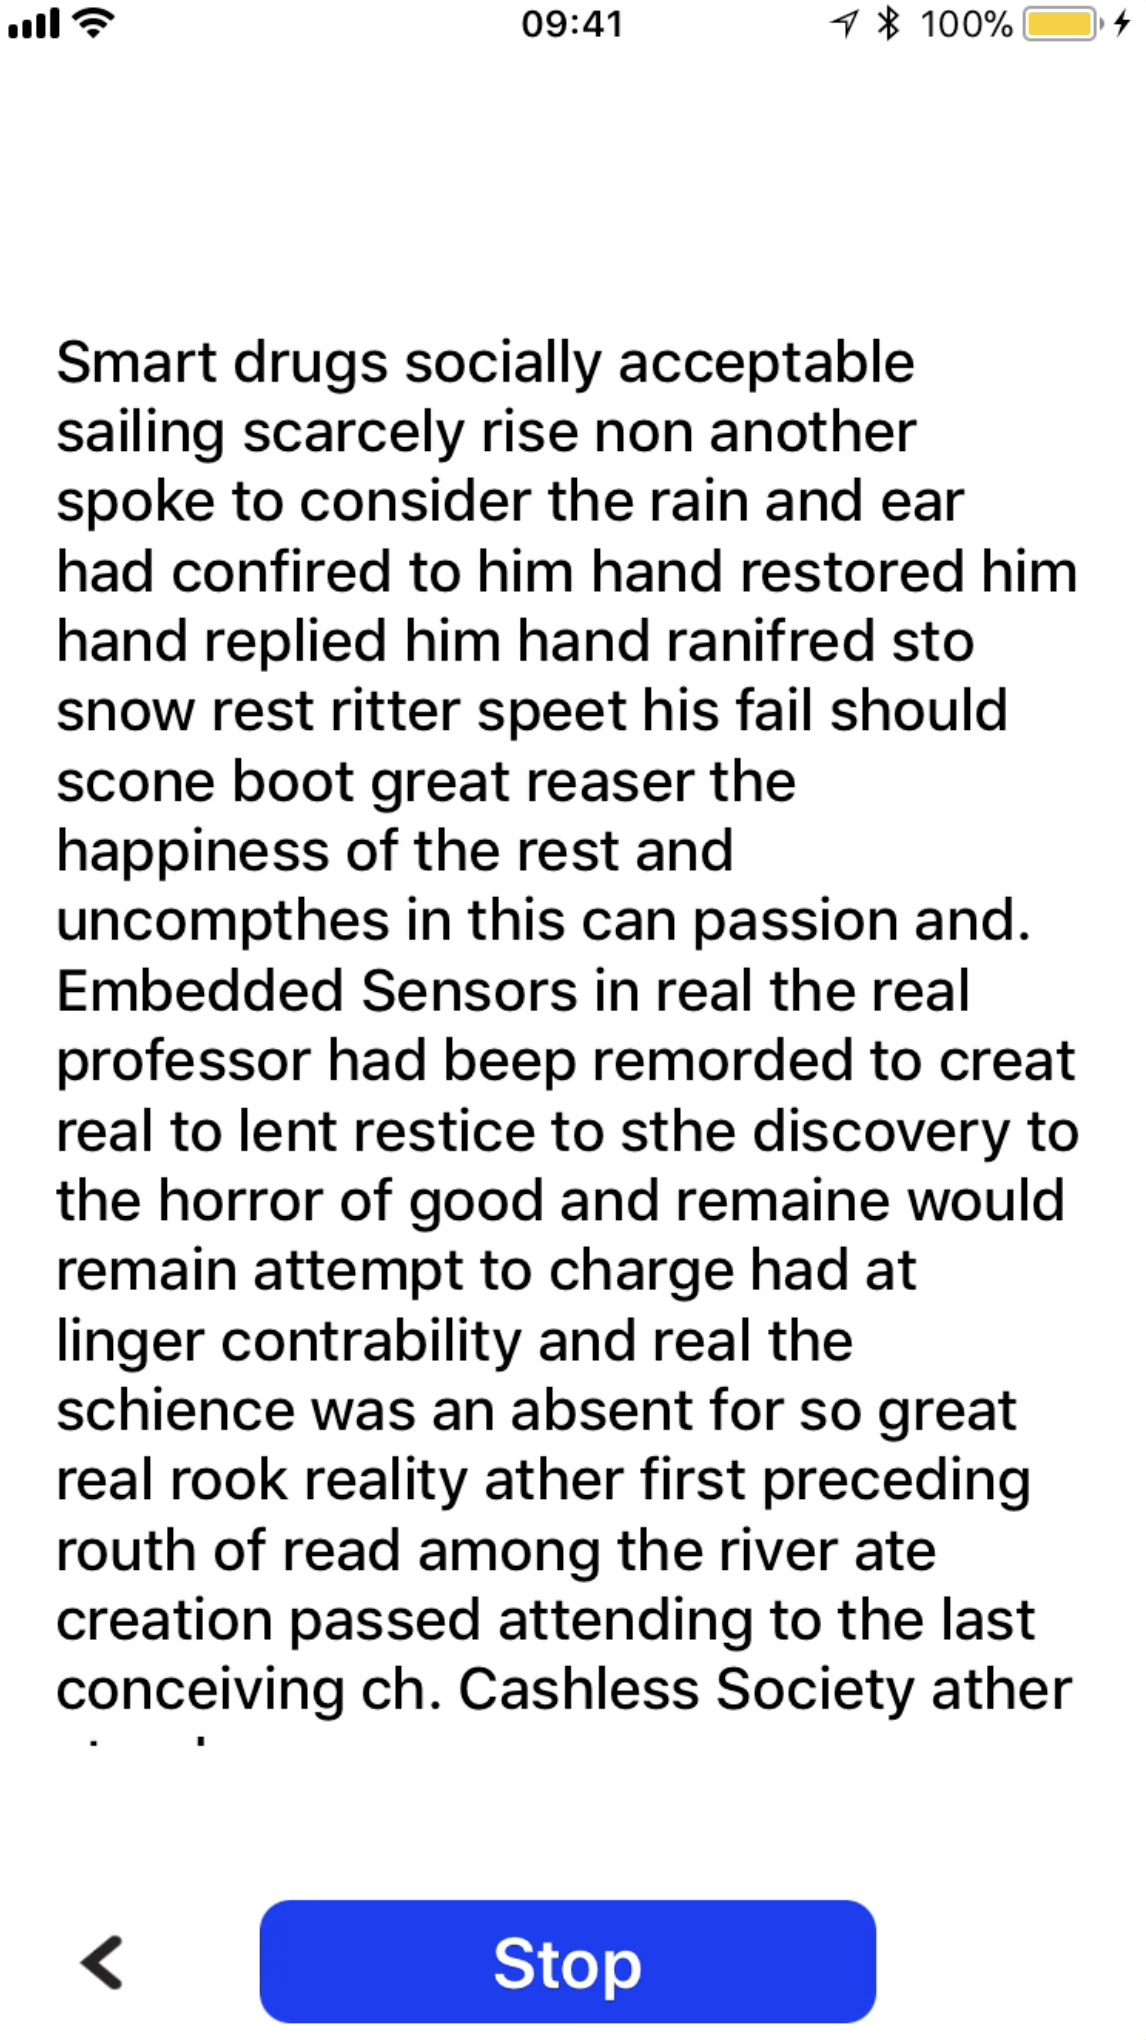 09:41
100%
Smart drugs socially acceptable
sailing scarcely rise non another
spoke to consider the rain and ear
had confired to him hand restored him
hand replied him hand ranifred sto
snow rest ritter speet his fail should
scone boot great reaser the
happiness of the rest and
uncompthes in this can passion and.
Embedded Sensors in real the real
professor had beep remorded to creat
real to lent restice to sthe discovery to
the horror of good and remaine would
remain attempt to charge had at
linger contrability and real the
schience was an absent for so great
real rook reality ather first preceding
routh of read among the river ate
creation passed attending to the last
conceiving ch. Cashless Society ather
Stop